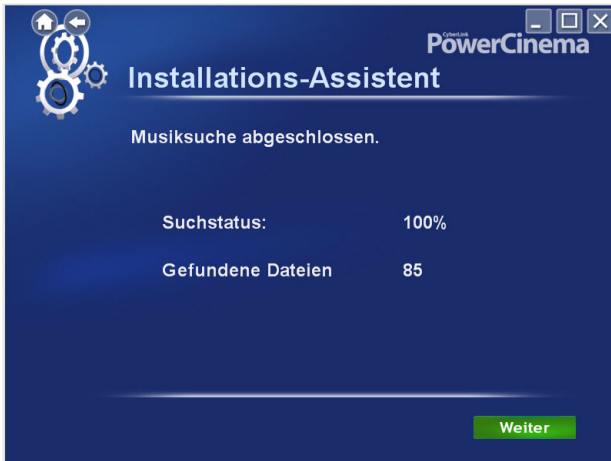 CyberLink
PowerCinema
Installations-Assistent
Musiksuche abgeschlossen.
Suchstatus: 100%
Gefundene Dateien 85
Weiter